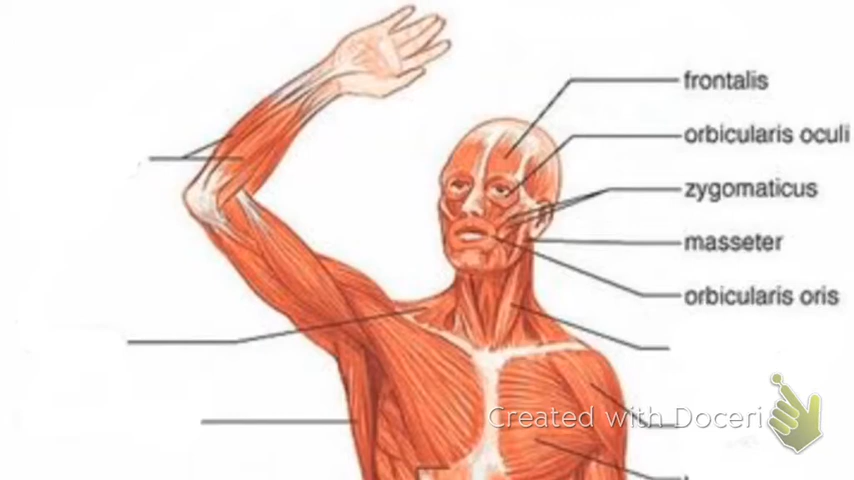 frontalis
orbicularis oculi
zygomaticus
masseter
orbicularis oris
Created with Doceri